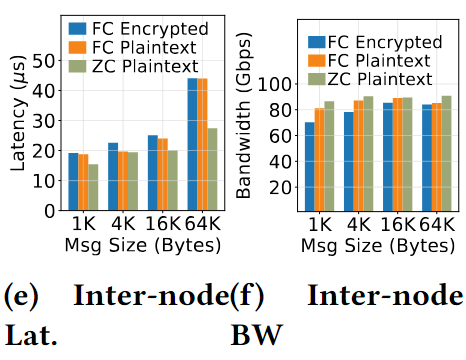 FC Encrypted
FC Plaintext
ZC Plaintext
Latency (μs)
50
40
30
20
10
0
1K 4K 16K 64K
Msg Size (Bytes)
FC Encrypted
FC Plaintext
ZC Plaintext
Bandwidth (Gbps)
100
80
60
40
20
1K 4K 16K 64K
Msg Size (Bytes)
(e) Inter-node
Lat.
(f) Inter-node
BW